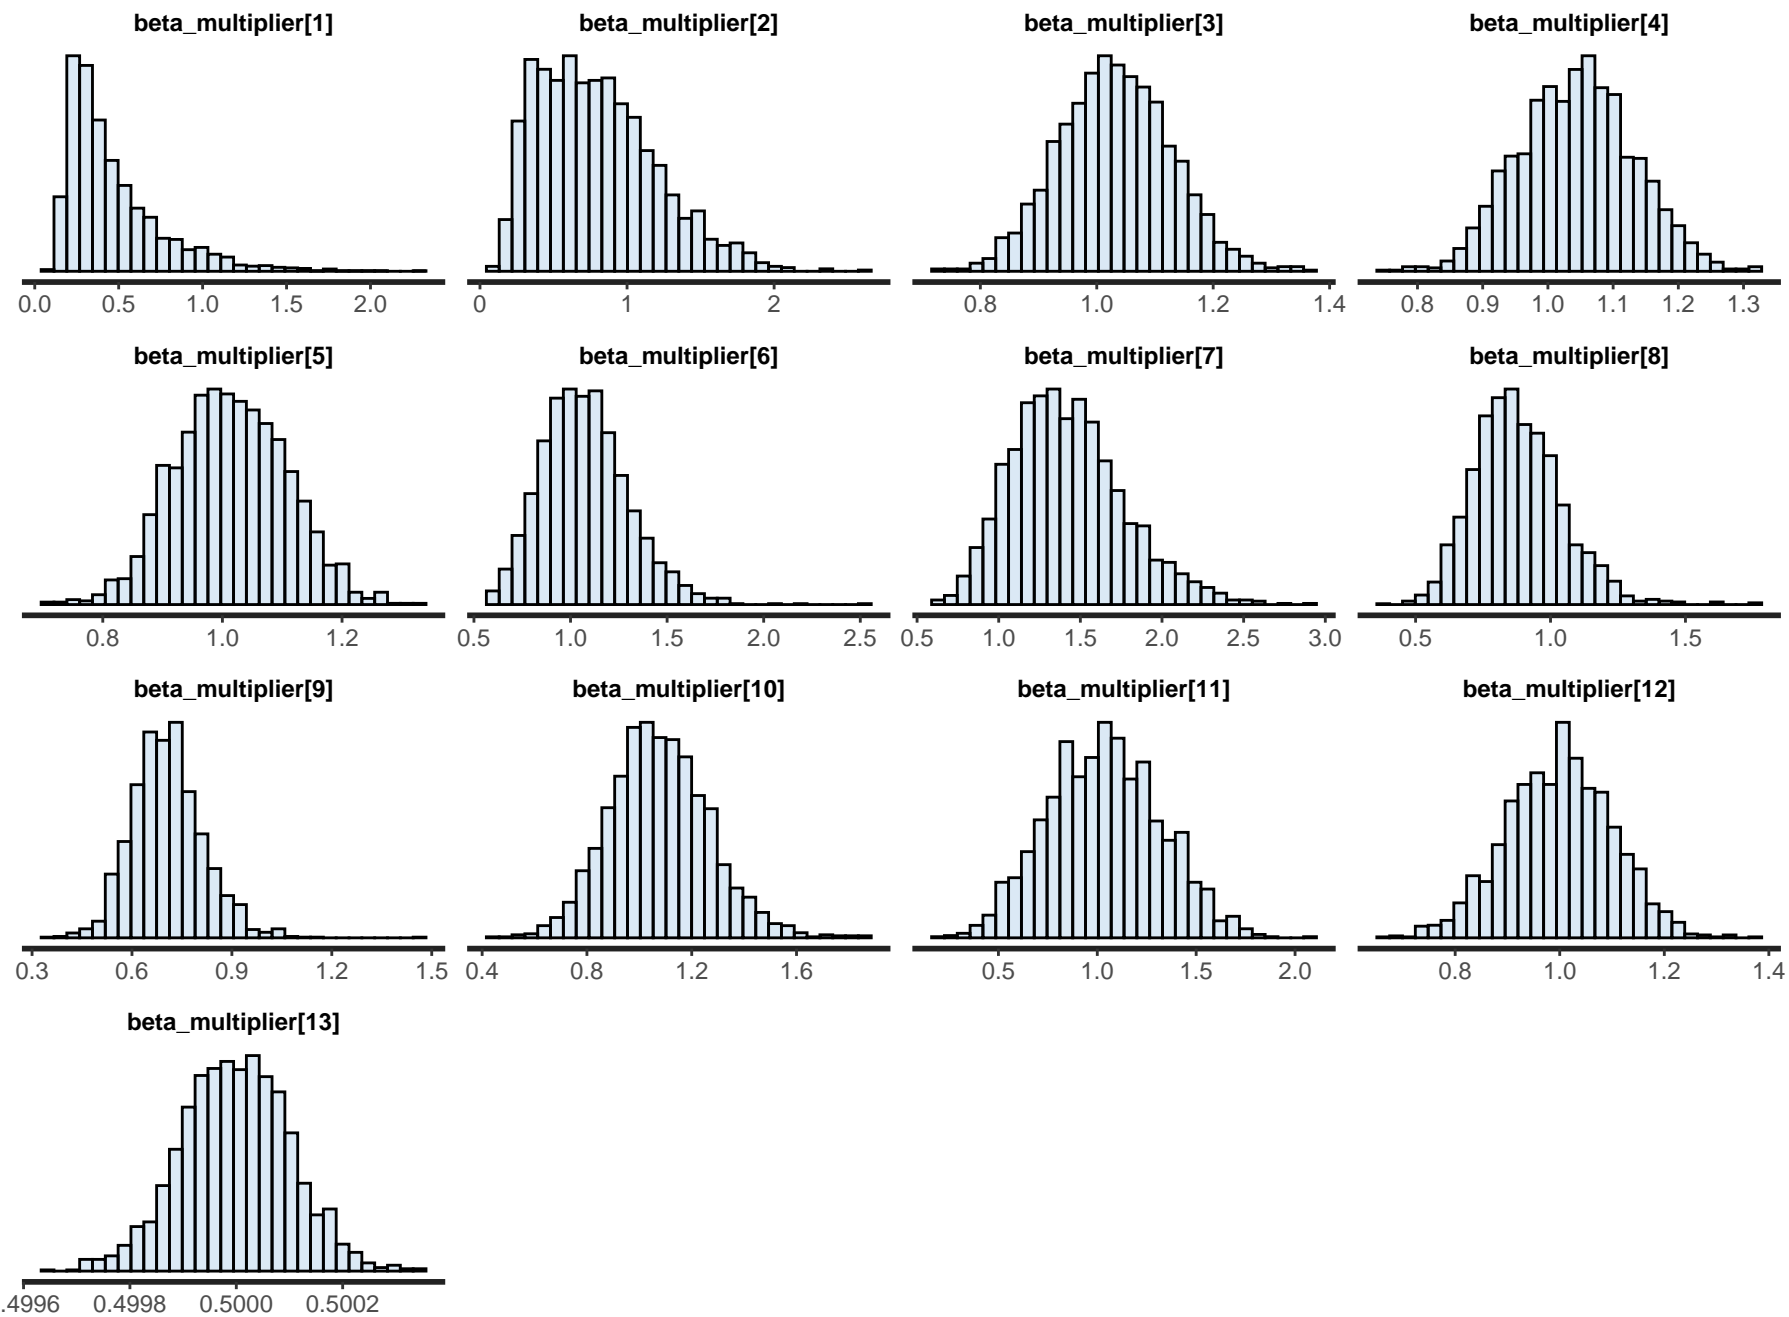 beta_multiplier[1] beta_multiplier[2] beta_multiplier[3] beta_multiplier[4]
0.0 0.5 1.0 1.5 2.0 0 1 2 0.8 1.0 1.2 1.4 0.8 0.9 1.0 1.1 1.2 1.3
beta_multiplier[5] beta_multiplier[6] beta_multiplier[7] beta_multiplier[8]
0.8 1.0 1.2 0.5 1.0 1.5 2.0 2.5 0.5 1.0 1.5 2.0 2.5 3.0 0.5 1.0 1.5
beta_multiplier[9] beta_multiplier[10] beta_multiplier[11] beta_multiplier[12]
0.3 0.6 0.9 1.2 1.5 0.4 0.8 1.2 1.6 0.5 1.0 1.5 2.0 0.8 1.0 1.2 1.4
beta_multiplier[13]
.4996 0.4998 0.5000 0.5002